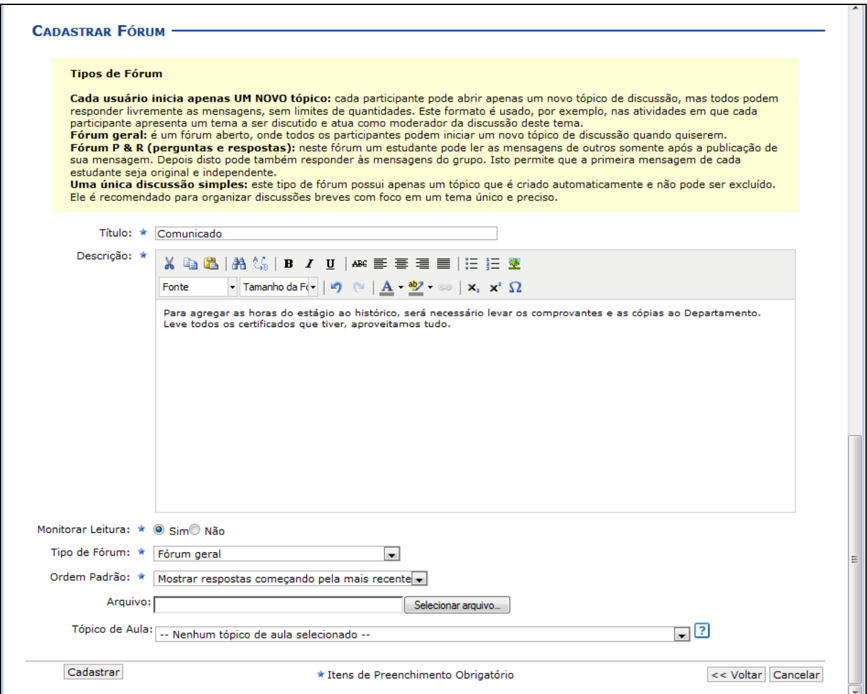 CADASTRAR FÓRUM
Tipos de Fórum
Cada usuário inicia apenas UM NOVO tópico: cada participante pode abrir apenas um novo tópico de discussão, mas todos podem
responder livremente as mensagens, sem limites de quantidades. Este formato é usado, por exemplo, nas atividades em que cada
participante apresenta um tema a ser discutido e atua como moderador da discussão deste tema.
Fórum geral: é um fórum aberto, onde todos os participantes podem iniciar um novo tópico de discussão quando quiserem.
Fórum P & R (perguntas e respostas): neste fórum um estudante pode ler as mensagens de outros somente após a publicação de
sua mensagem. Depois disto pode também responder às mensagens do grupo. Isto permite que a primeira mensagem de cada
estudante seja original e independente.
Uma única discussão simples: este tipo de fórum possui apenas um tópico que é criado automaticamente e não pode ser excluído.
Ele é recomendado para organizar discussões breves com foco em um tema único e preciso.
Título: Comunicado
Descrição:
B I U ABC
Fonte Tamanho da Fo A ab X₂ X² Ω
Para agregar as horas do estágio ao histórico, será necessário levar os comprovantes e as cópias ao Departamento.
Leve todos os certificados que tiver, aproveitamos tudo.
Monitorar Leitura: Sim Não
Tipo de Fórum: Fórum geral
Ordem Padrão: Mostrar respostas começando pela mais recente
Arquivo: Selecionar arquivo...
Tópico de Aula: -- Nenhum tópico de aula selecionado -- ?
Cadastrar Itens de Preenchimento Obrigatório << Voltar Cancelar